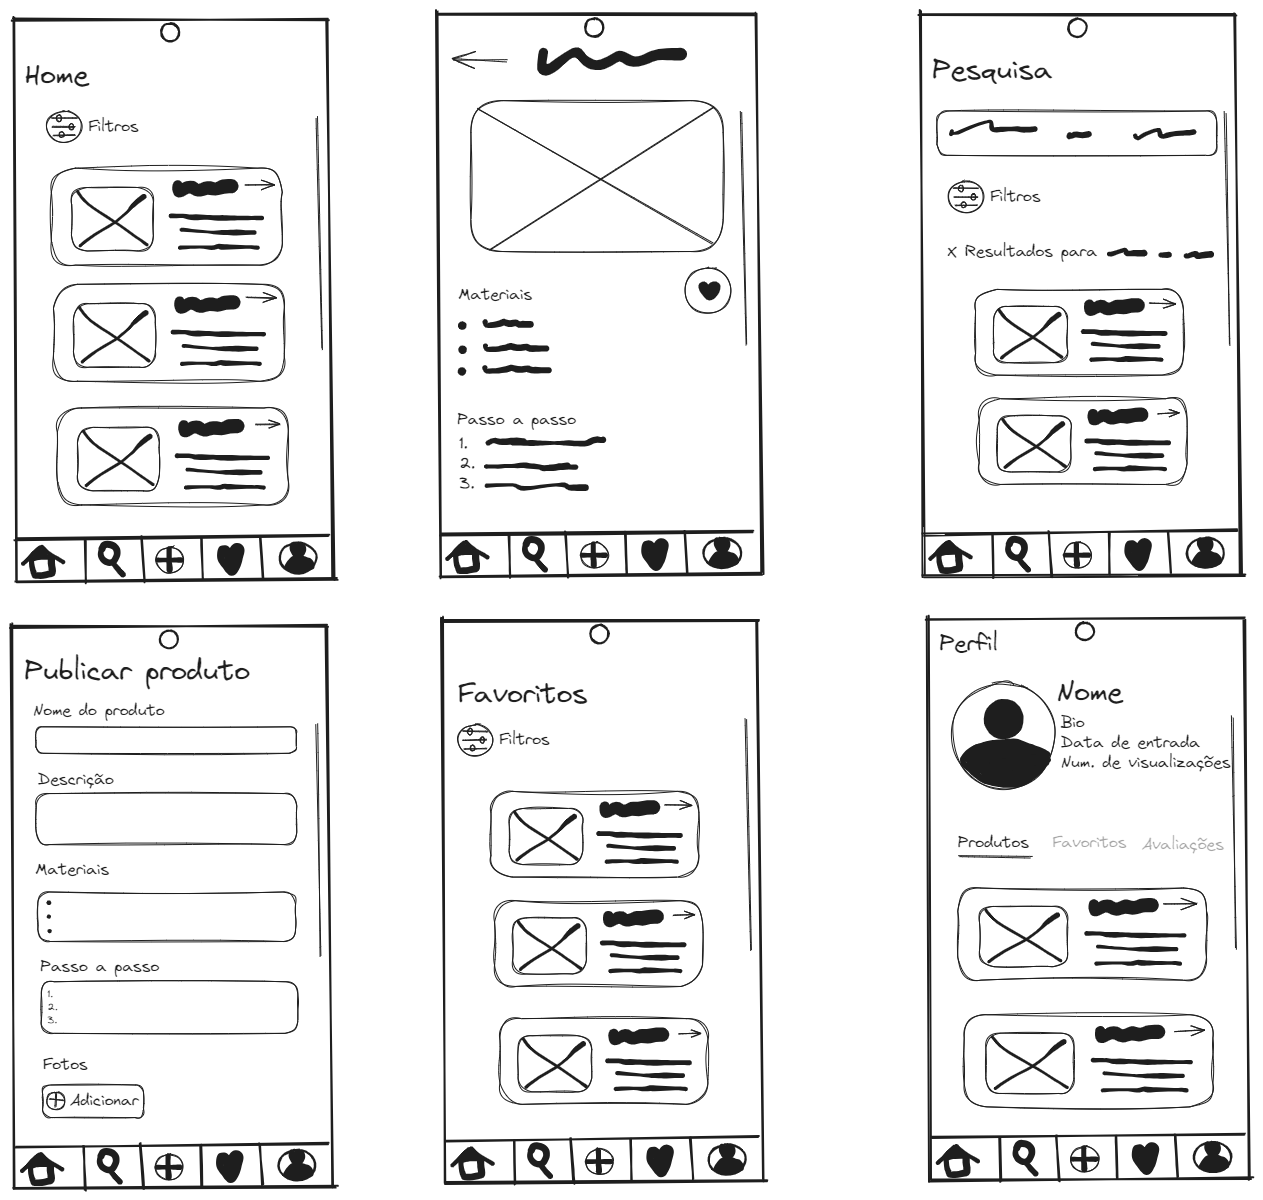 Home
Filtros
Materiais
Passo a passo
1.
2.
3.
Pesquisa
Filtros
x Resultados para
Publicar produto
Nome do produto
Descrição
Materiais
Passo a passo
1.
2.
3.
Fotos
Adicionar
Favoritos
Filtros
Perfil
Nome
Bio
Data de entrada
Num. de visualizações
Produtos Favoritos Avaliações